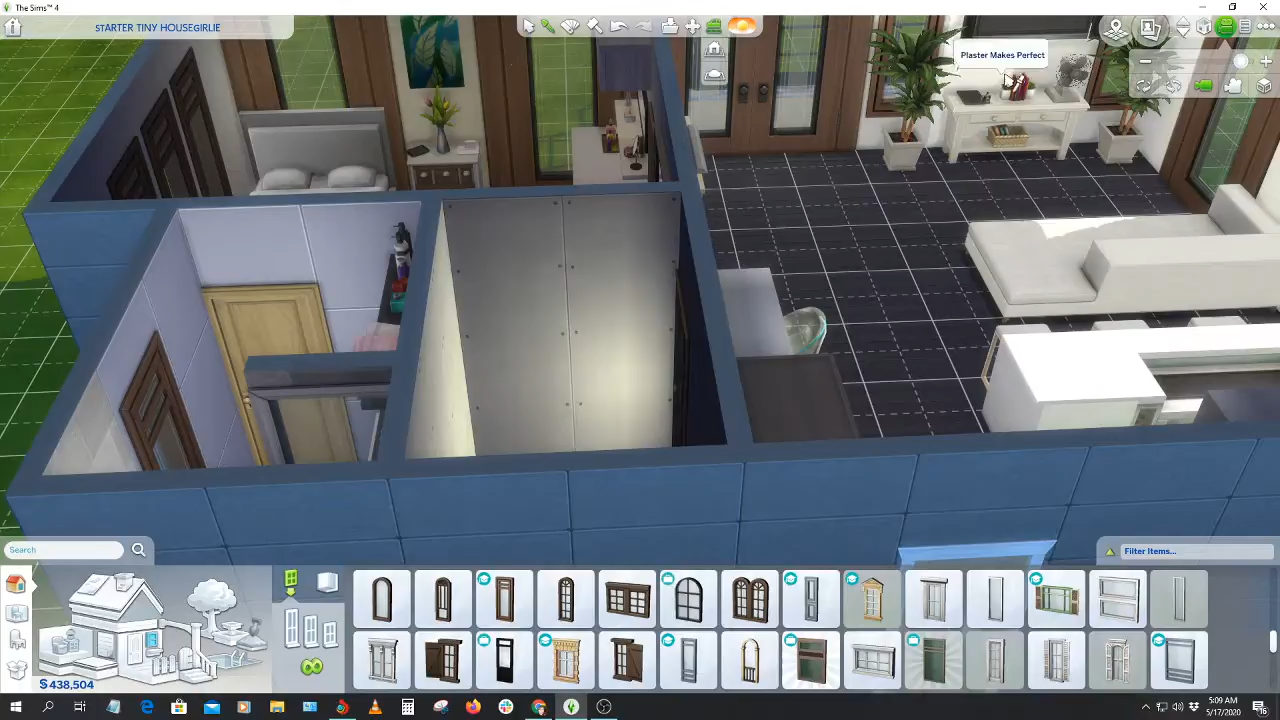 The Sims™ 4
STARTER TINY HOUSEGIRLIE
Plaster Makes Perfect
Search
Filter Items...
§438,504
5:09 AM
5/17/2020